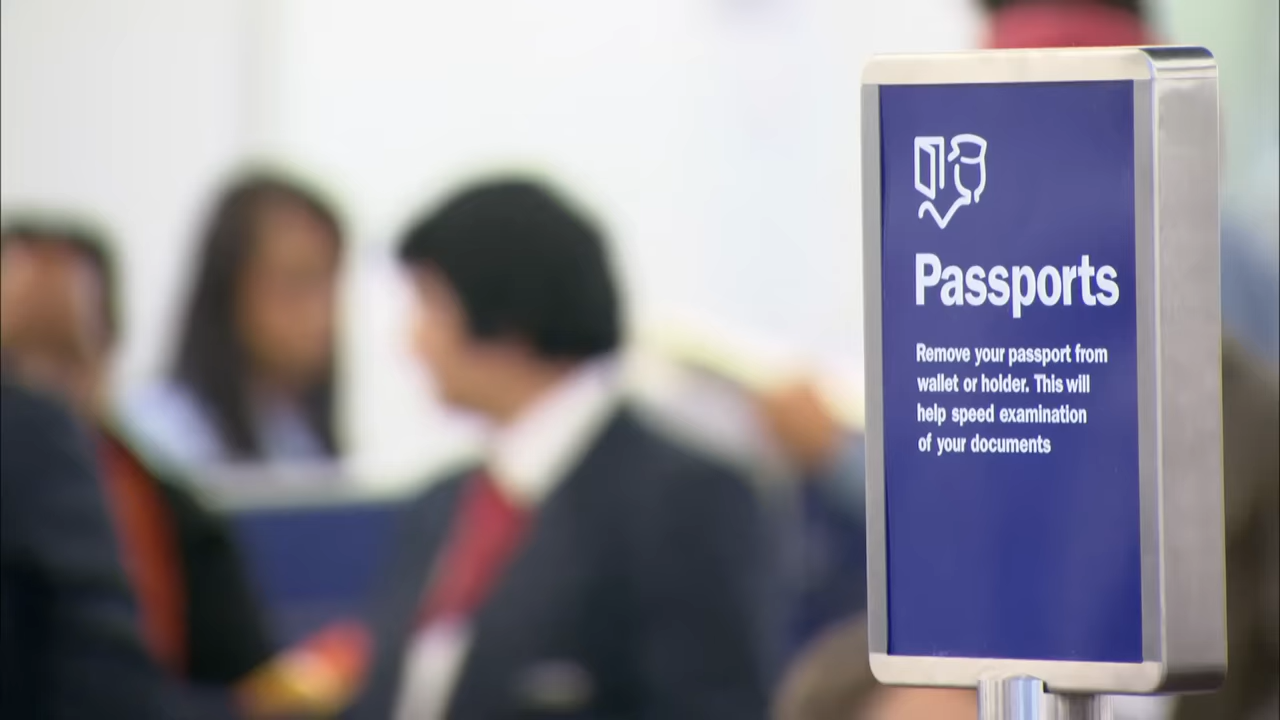 Passports
Remove your passport from
wallet or holder. This will
help speed examination
of your documents